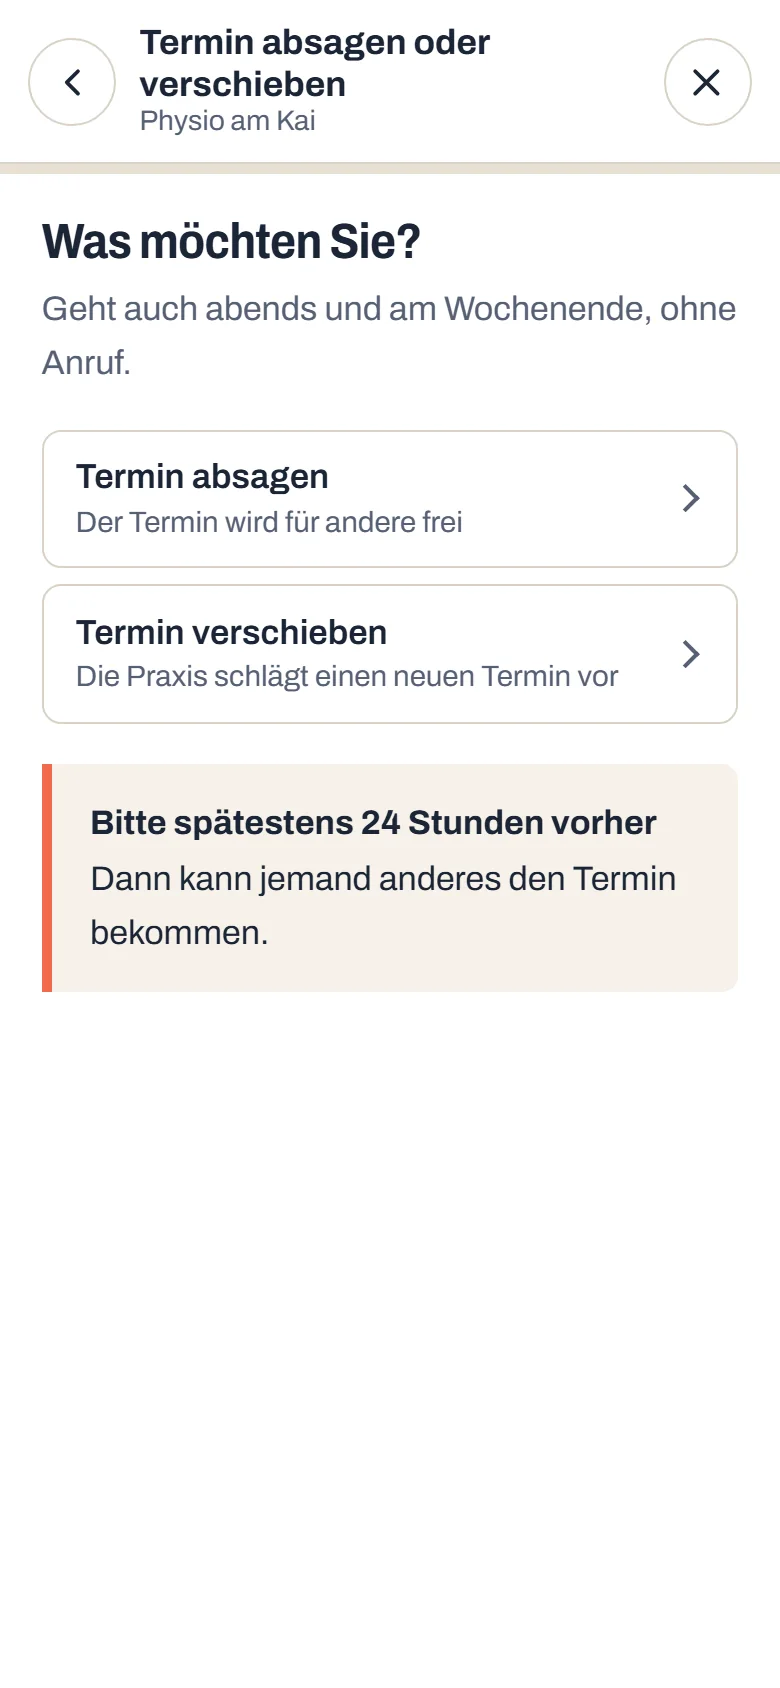 Termin absagen oder
verschieben
Physio am Kai
Was möchten Sie?
Geht auch abends und am Wochenende, ohne
Anruf.
Termin absagen
Der Termin wird für andere frei
Termin verschieben
Die Praxis schlägt einen neuen Termin vor
Bitte spätestens 24 Stunden vorher
Dann kann jemand anderes den Termin
bekommen.